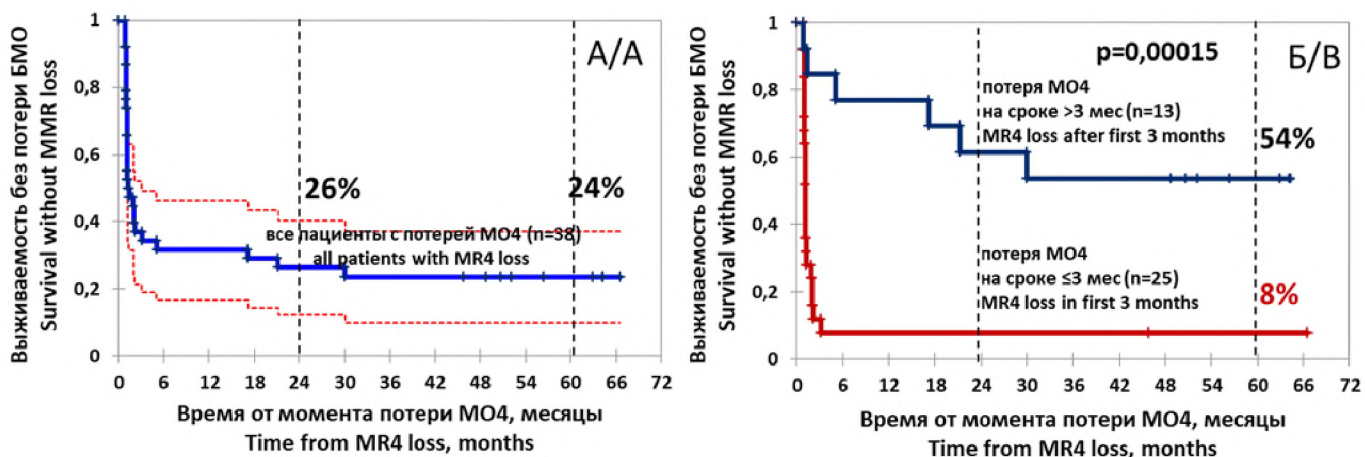 Выживаемость без потери БМО
Survival without MMR loss
1
0,8
0,6
0,4
0,2
0
А/А
26%
24%
все пациенты с потерей МО4 (n=38)
all patients with MR4 loss
0 6 12 18 24 30 36 42 48 54 60 66 72
Время от момента потери МО4, месяцы
Time from MR4 loss, months
Выживаемость без потери БМО
Survival without MMR loss
1
0,8
0,6
0,4
0,2
0
p=0,00015
Б/В
потеря МО4
на сроке >3 мес (n=13)
MR4 loss after first 3 months
54%
потеря МО4
на сроке ≤3 мес (n=25)
MR4 loss in first 3 months
8%
0 6 12 18 24 30 36 42 48 54 60 66 72
Время от момента потери МО4, месяцы
Time from MR4 loss, months